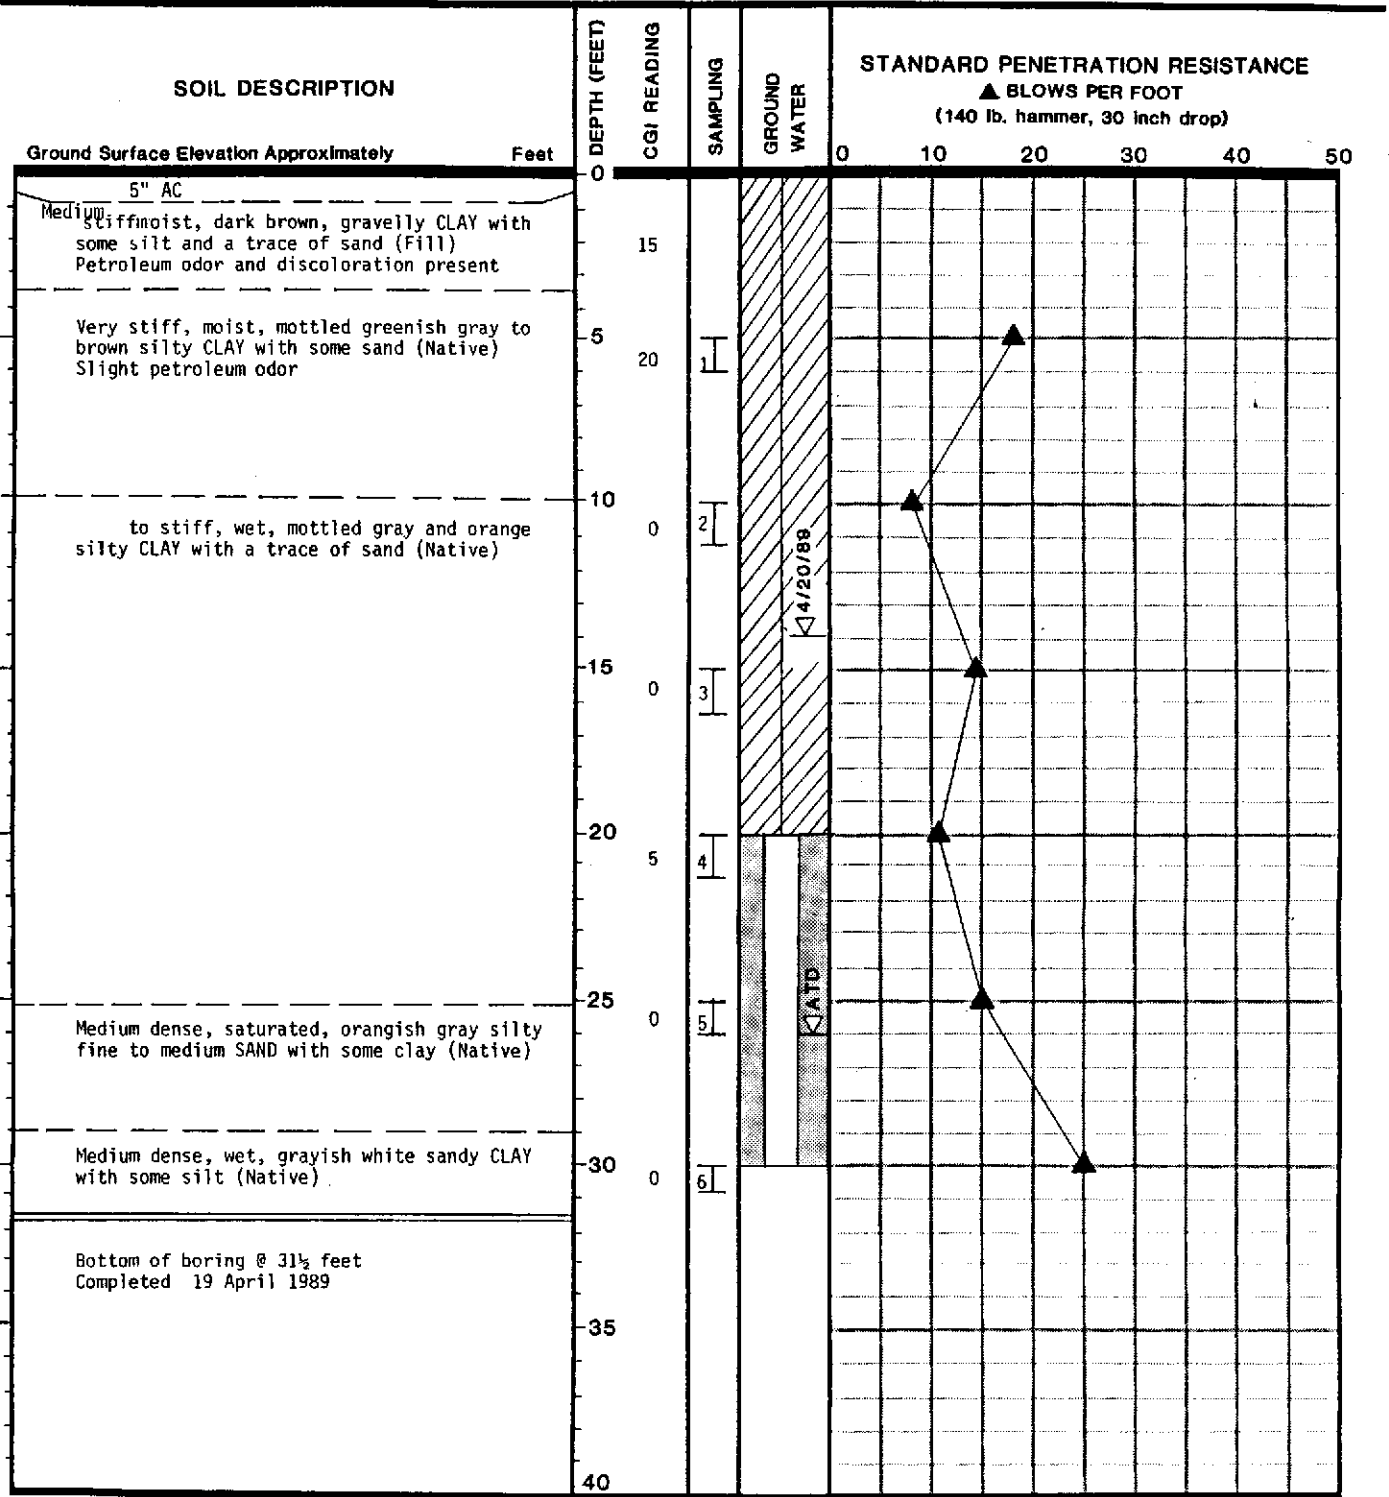 SOIL DESCRIPTION
Ground Surface Elevation Approximately Feet
DEPTH (FEET)
CGI READING
SAMPLING
GROUND
WATER
STANDARD PENETRATION RESISTANCE
▲ BLOWS PER FOOT
(140 lb. hammer, 30 inch drop)
0 10 20 30 40 50
0
5" AC
Medium
stiffmoist, dark brown, gravelly CLAY with
some silt and a trace of sand (Fill)
Petroleum odor and discoloration present
15
Very stiff, moist, mottled greenish gray to
brown silty CLAY with some sand (Native)
Slight petroleum odor
5
20
1
10
to stiff, wet, mottled gray and orange
silty CLAY with a trace of sand (Native)
0
2
4/20/89
15
0
3
20
5
4
25
Medium dense, saturated, orangish gray silty
fine to medium SAND with some clay (Native)
0
5
ATD
Medium dense, wet, grayish white sandy CLAY
with some silt (Native)
30
0
6
Bottom of boring @ 31½ feet
Completed 19 April 1989
35
40